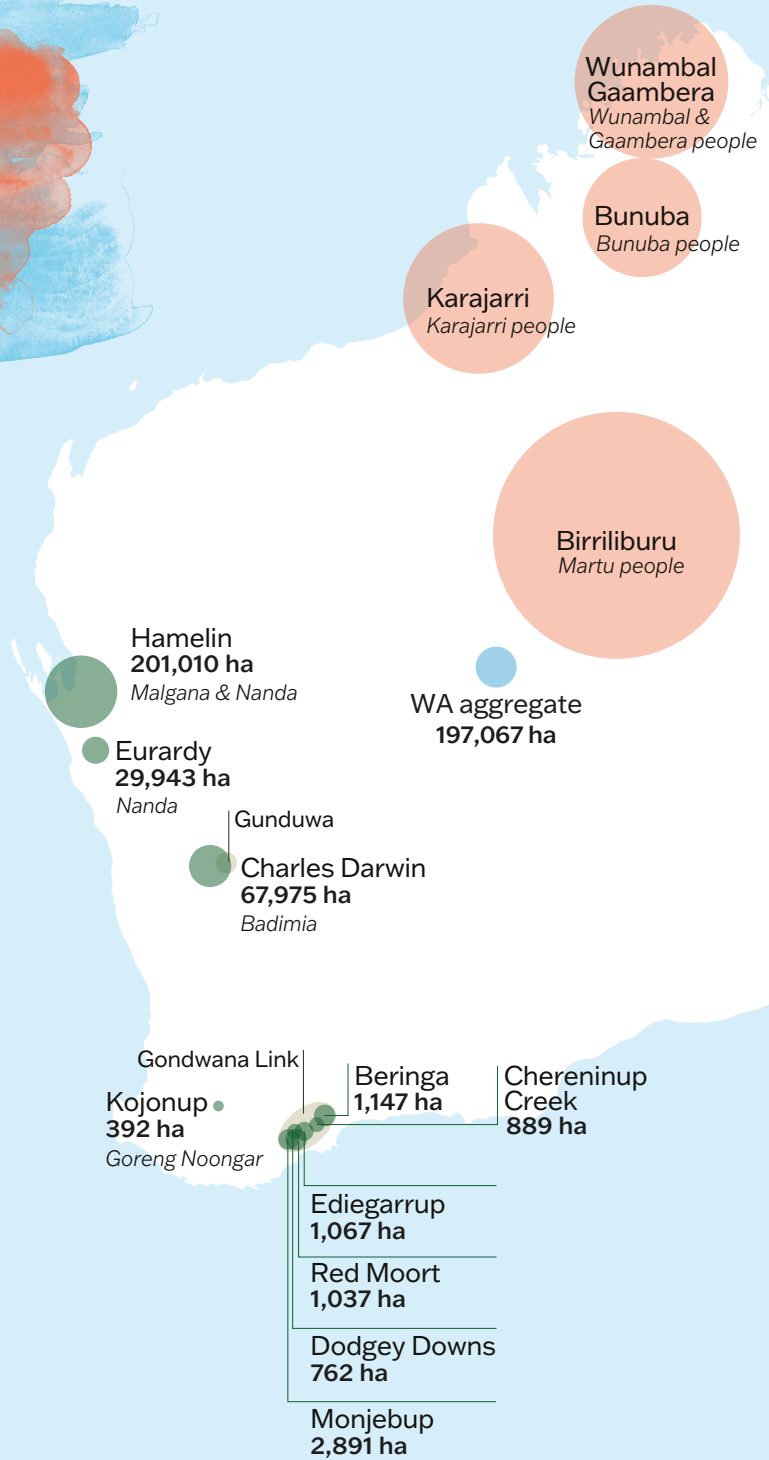 Wunambal
Gaambera
Wunambal &
Gaambera people
Bunuba
Bunuba people
Karajarri
Karajarri people
Birriliburu
Martu people
Hamelin
201,010 ha
Malgana & Nanda
WA aggregate
197,067 ha
Eurardy
29,943 ha
Nanda
Gunduwa
Charles Darwin
67,975 ha
Badimia
Gondwana Link
Kojonup
392 ha
Goreng Noongar
Beringa
1,147 ha
Chereninup
Creek
889 ha
Ediegarrup
1,067 ha
Red Moort
1,037 ha
Dodgey Downs
762 ha
Monjebup
2,891 ha